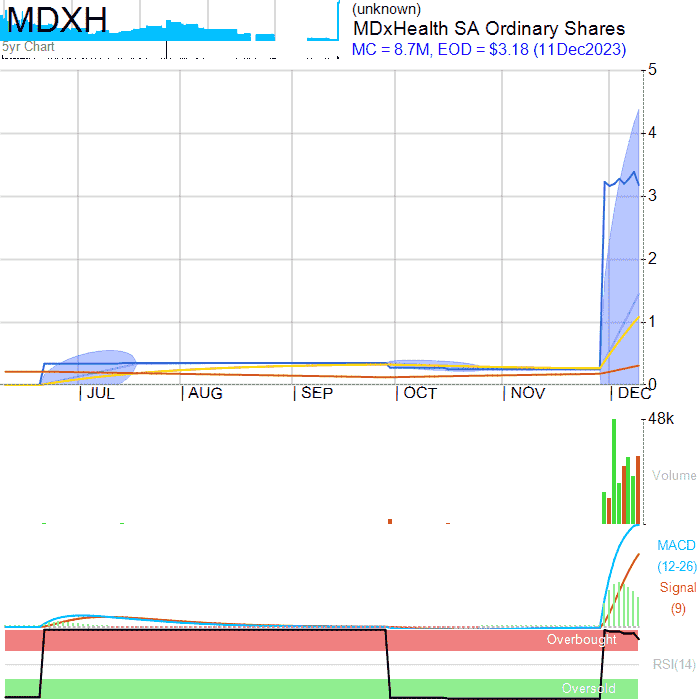 MDXH
(unknown)
MDxHealth SA Ordinary Shares
5yr Chart
MC = 8.7M, EOD = $3.18 (11Dec2023)
5
4
3
2
1
0
| JUL | AUG | SEP | OCT | NOV | DEC
48k
Volume
MACD
(12-26)
Signal
(9)
Overbought
RSI(14)
Oversold